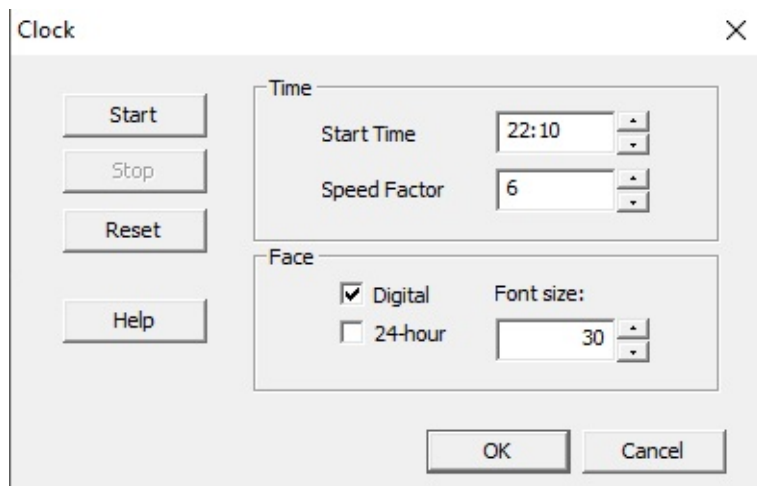 Clock
Start
Stop
Reset
Help
Time
Start Time
22:10
Speed Factor
6
Face
Digital
Font size:
24-hour
30
OK
Cancel